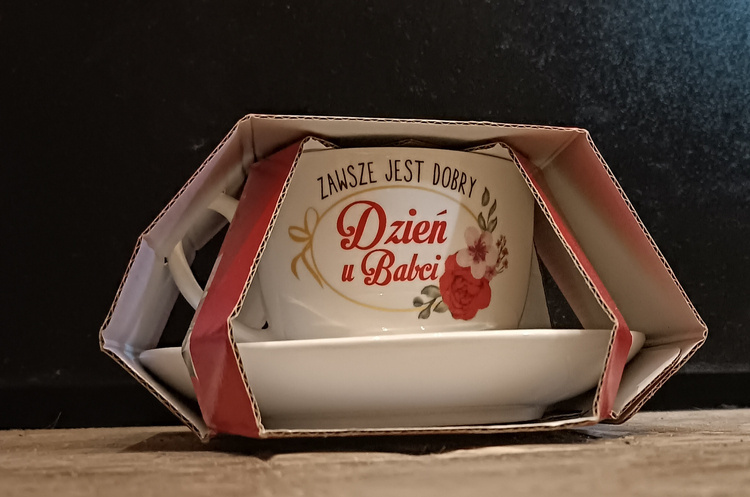 ZAWSZE JEST DOBRY
Dzień
u Babci